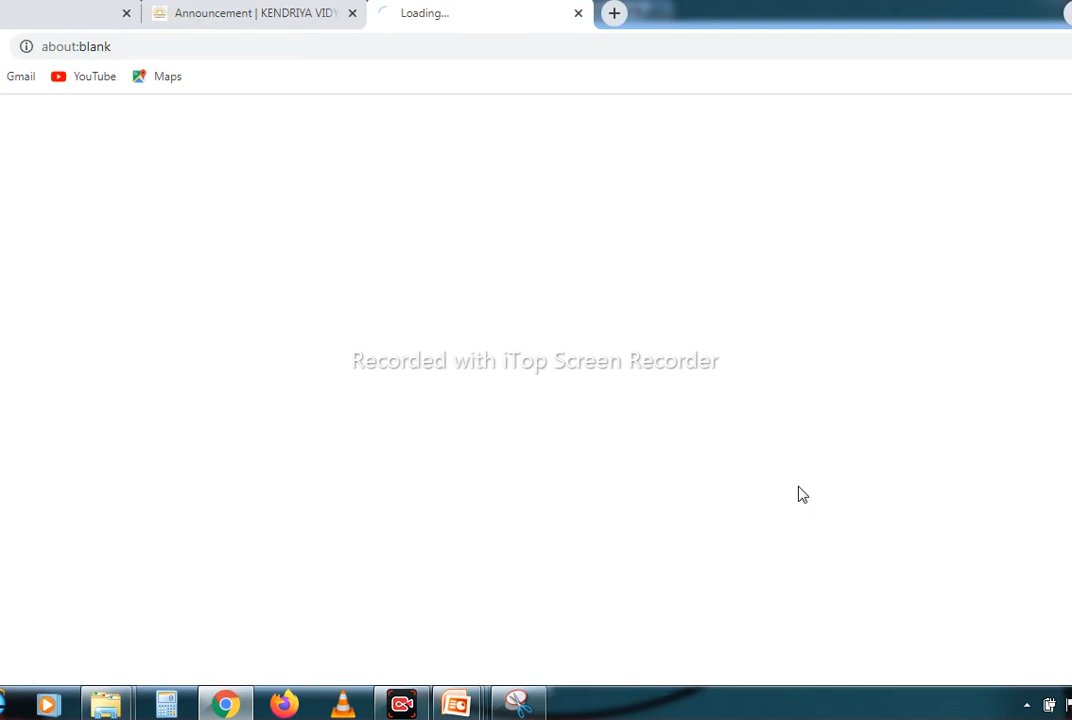 Announcement | KENDRIYA VIDY
Loading...
about:blank
Gmail
YouTube
Maps
Recorded with iTop Screen Recorder